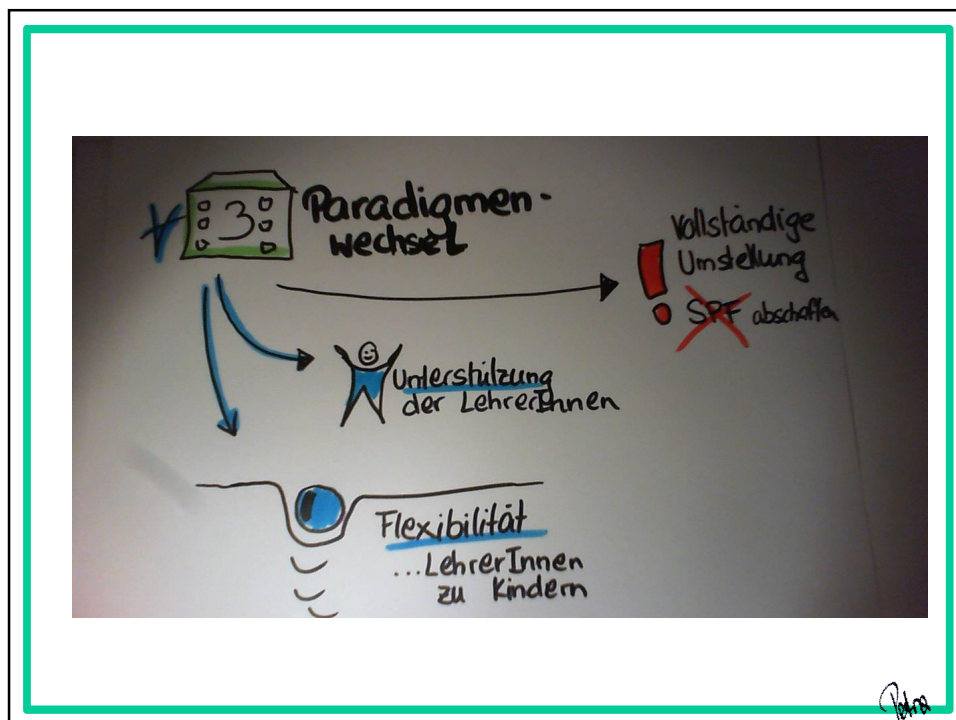 3
Paradigmen-
wechsel
Vollständige
Umstellung
SPF abschaffen
Unterstützung
der LehrerInnen
Flexibilität
...LehrerInnen
zu Kindern
Petra